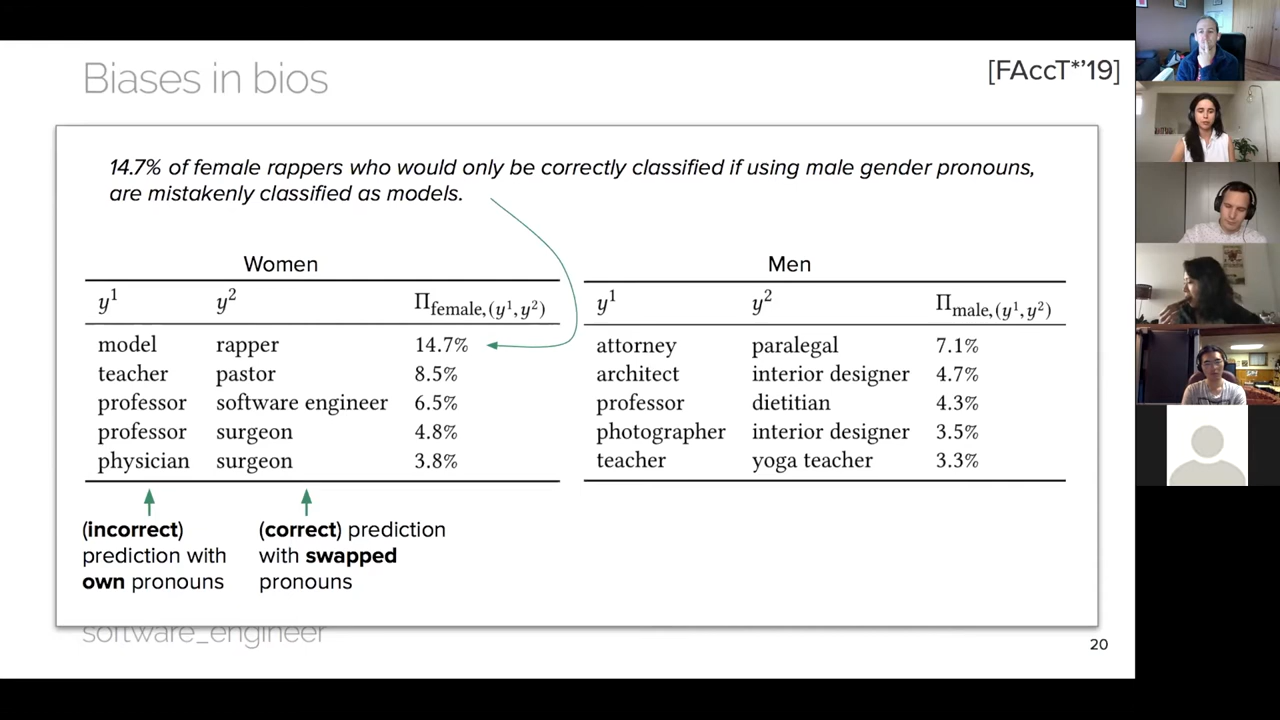 Biases in bios
[FAccT*'19]
14.7% of female rappers who would only be correctly classified if using male gender pronouns,
are mistakenly classified as models.
Women
y¹ y² Π_female,(y¹,y²)
model rapper 14.7%
teacher pastor 8.5%
professor software engineer 6.5%
professor surgeon 4.8%
physician surgeon 3.8%
Men
y¹ y² Π_male,(y¹,y²)
attorney paralegal 7.1%
architect interior designer 4.7%
professor dietitian 4.3%
photographer interior designer 3.5%
teacher yoga teacher 3.3%
(incorrect)
prediction with
own pronouns
(correct) prediction
with swapped
pronouns
software_engineer
20